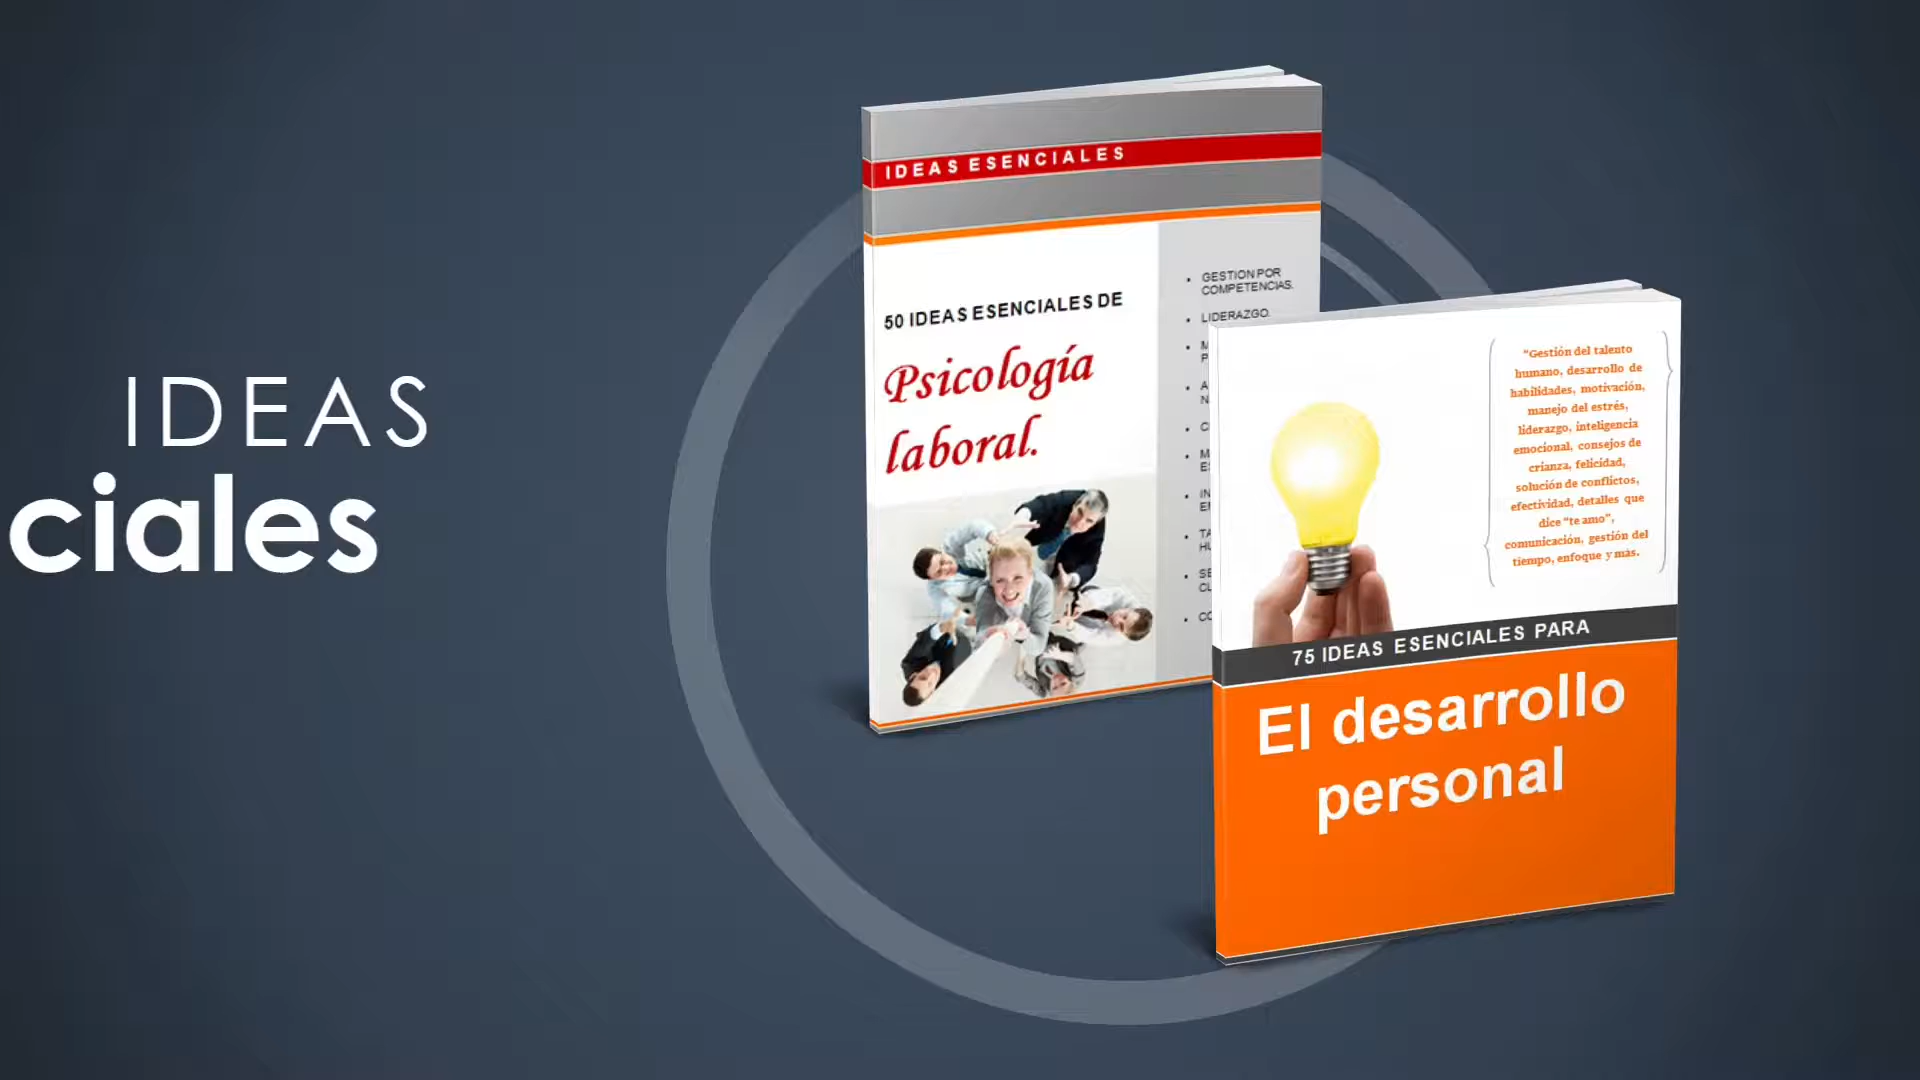 IDEAS
ciales
IDEAS ESENCIALES
50 IDEAS ESENCIALES DE
Psicología
laboral.
• GESTION POR
COMPETENCIAS.
• LIDERAZGO.
"Gestión del talento
humano, desarrollo de
habilidades, motivación,
manejo del estrés,
liderazgo, inteligencia
emocional, consejos de
crianza, felicidad,
solución de conflictos,
efectividad, detalles que
dice "te amo",
comunicación, gestión del
tiempo, enfoque y más.
75 IDEAS ESENCIALES PARA
El desarrollo
personal